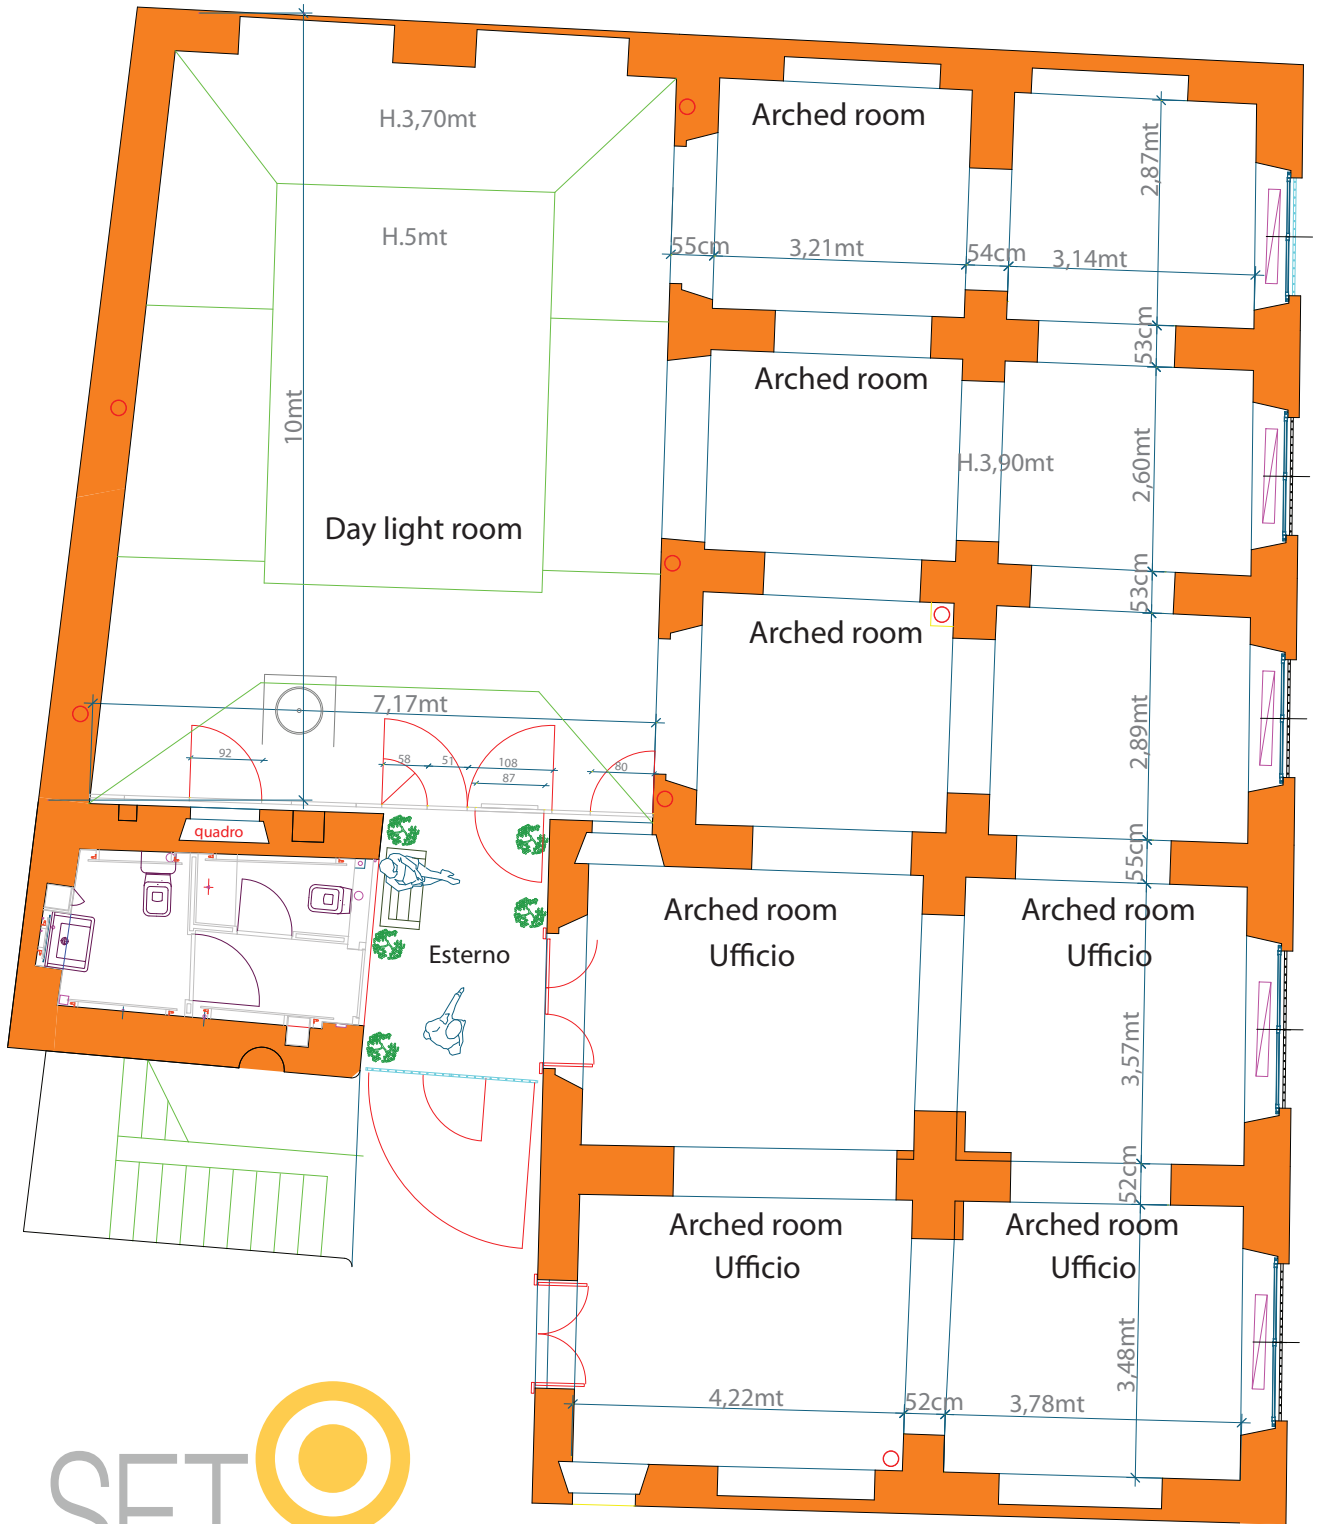 H.3,70mt
H.5mt
10mt
Day light room
7,17mt
92
58
51
108
87
80
quadro
Esterno
Arched room
2,87mt
55cm
3,21mt
54cm
3,14mt
53cm
Arched room
H.3,90mt
2,60mt
53cm
Arched room
2,89mt
55cm
Arched room
Ufficio
Arched room
Ufficio
3,57mt
52cm
Arched room
Ufficio
Arched room
Ufficio
3,48mt
4,22mt
52cm
3,78mt
SET